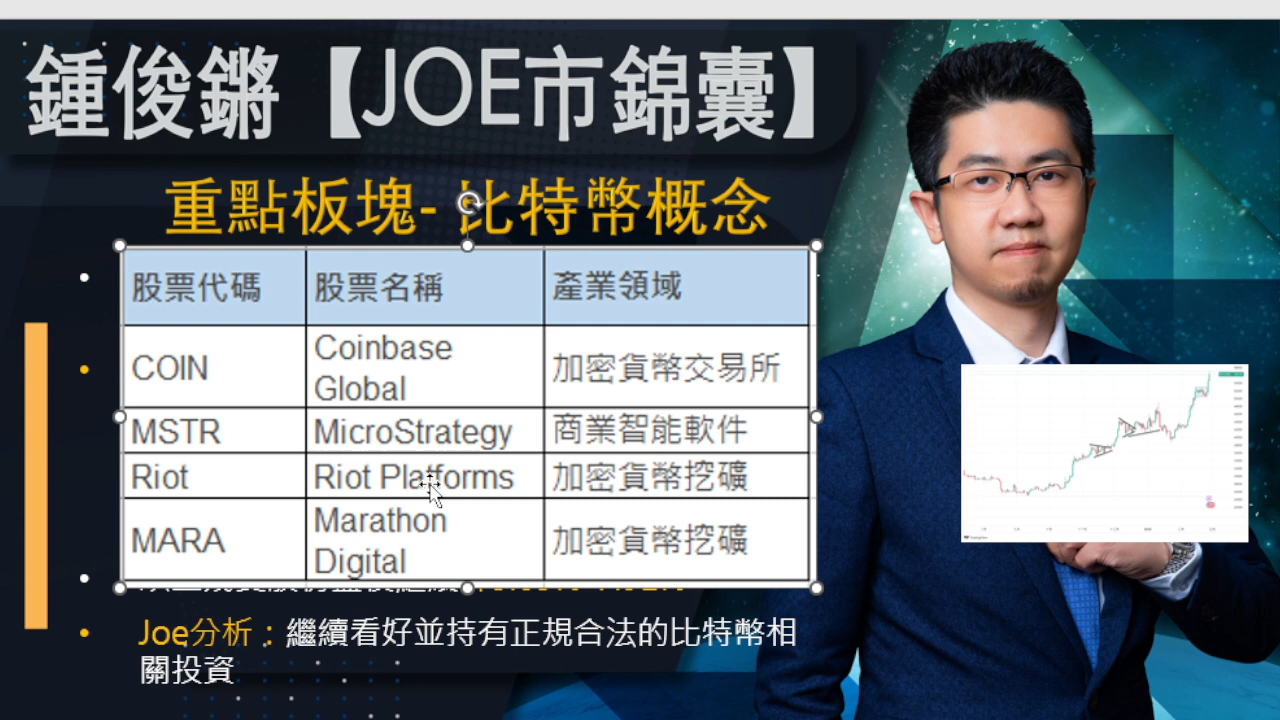 鍾俊鏘【JOE市錦囊】
重點板塊- 比特幣概念
股票代碼 股票名稱 產業領域
COIN Coinbase Global 加密貨幣交易所
MSTR MicroStrategy 商業智能軟件
Riot Riot Platforms 加密貨幣挖礦
MARA Marathon Digital 加密貨幣挖礦
Joe分析：繼續看好並持有正規合法的比特幣相
關投資